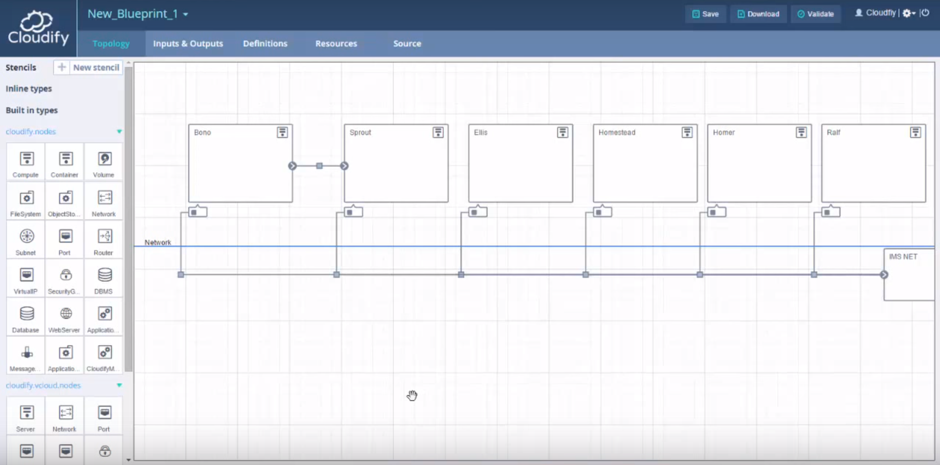 Cloudify
New_Blueprint_1
Save
Download
Validate
Cloudfiy
Topology
Inputs & Outputs
Definitions
Resources
Source
Stencils
+ New stencil
Inline types
Built in types
cloudify.nodes
Compute
Container
Volume
FileSystem
ObjectSto...
Network
Subnet
Port
Router
VirtualIP
SecurityG...
DBMS
Database
WebServer
Applicatio...
Message...
Applicatio...
CloudifyM...
cloudify.vcloud.nodes
Server
Network
Port
Bono
Sprout
Ellis
Homestead
Homer
Ralf
Network
IMS NET